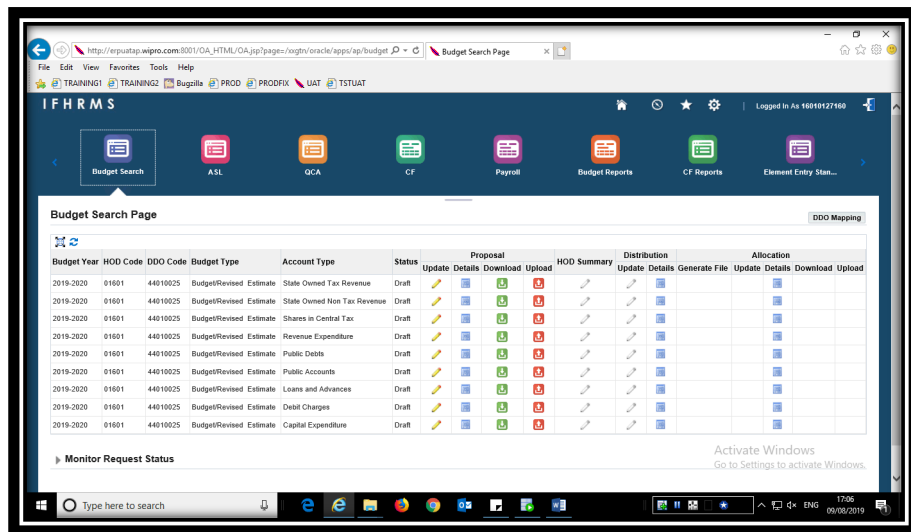 http://erpuatap.wipro.com:8001/OA_HTML/OA.jsp?page=/xxgtn/oracle/apps/ap/budget
Budget Search Page
File Edit View Favorites Tools Help
TRAINING1 TRAINING2 Bugzilla PROD PRODFIX UAT TSTUAT
IFHRMS
Logged In As 16010127160
Budget Search ASL QCA CF Payroll Budget Reports CF Reports Element Entry Stan...
Budget Search Page
DDO Mapping
Proposal Distribution Allocation
Budget Year HOD Code DDO Code Budget Type Account Type Status HOD Summary
Update Details Download Upload Update Details Generate File Update Details Download Upload
2019-2020 01601 44010025 Budget/Revised Estimate State Owned Tax Revenue Draft
2019-2020 01601 44010025 Budget/Revised Estimate State Owned Non Tax Revenue Draft
2019-2020 01601 44010025 Budget/Revised Estimate Shares in Central Tax Draft
2019-2020 01601 44010025 Budget/Revised Estimate Revenue Expenditure Draft
2019-2020 01601 44010025 Budget/Revised Estimate Public Debts Draft
2019-2020 01601 44010025 Budget/Revised Estimate Public Accounts Draft
2019-2020 01601 44010025 Budget/Revised Estimate Loans and Advances Draft
2019-2020 01601 44010025 Budget/Revised Estimate Debit Charges Draft
2019-2020 01601 44010025 Budget/Revised Estimate Capital Expenditure Draft
Monitor Request Status
Activate Windows
Go to Settings to activate Windows.
Type here to search
ENG
17:06
09/08/2019